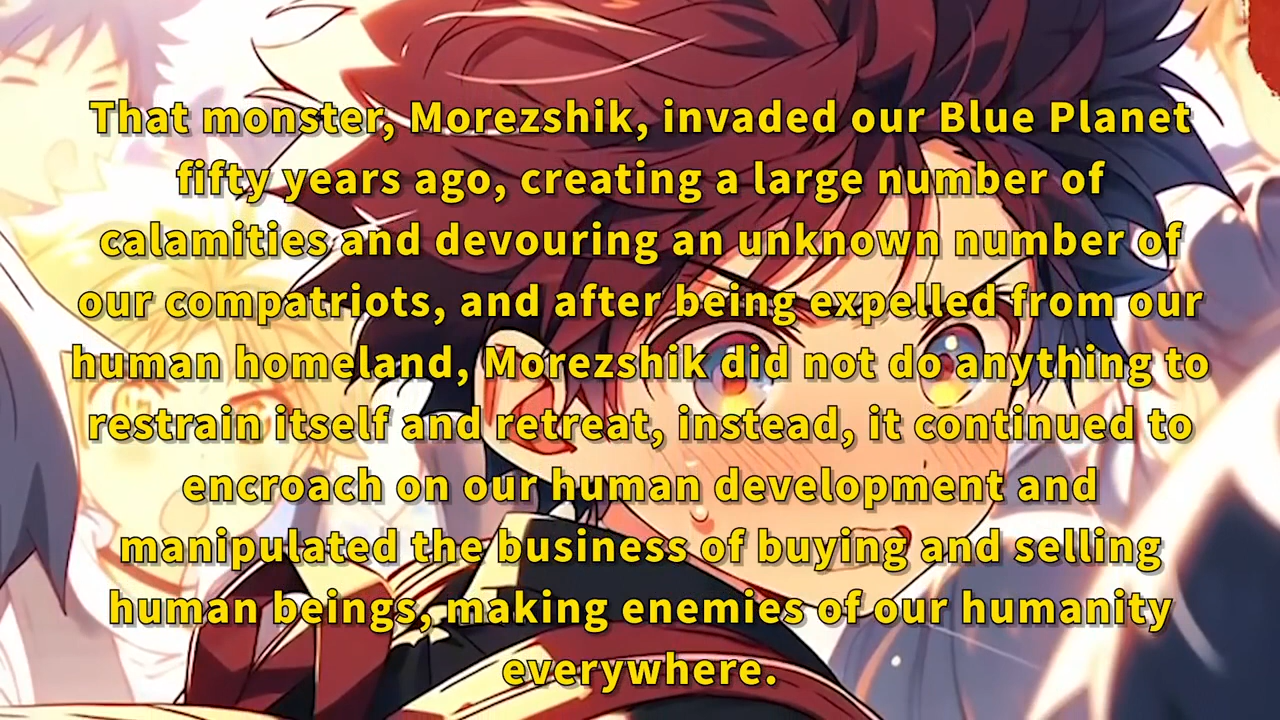 That monster, Morezshik, invaded our Blue Planet
fifty years ago, creating a large number of
calamities and devouring an unknown number of
our compatriots, and after being expelled from our
human homeland, Morezshik did not do anything to
restrain itself and retreat, instead, it continued to
encroach on our human development and
manipulated the business of buying and selling
human beings, making enemies of our humanity
everywhere.